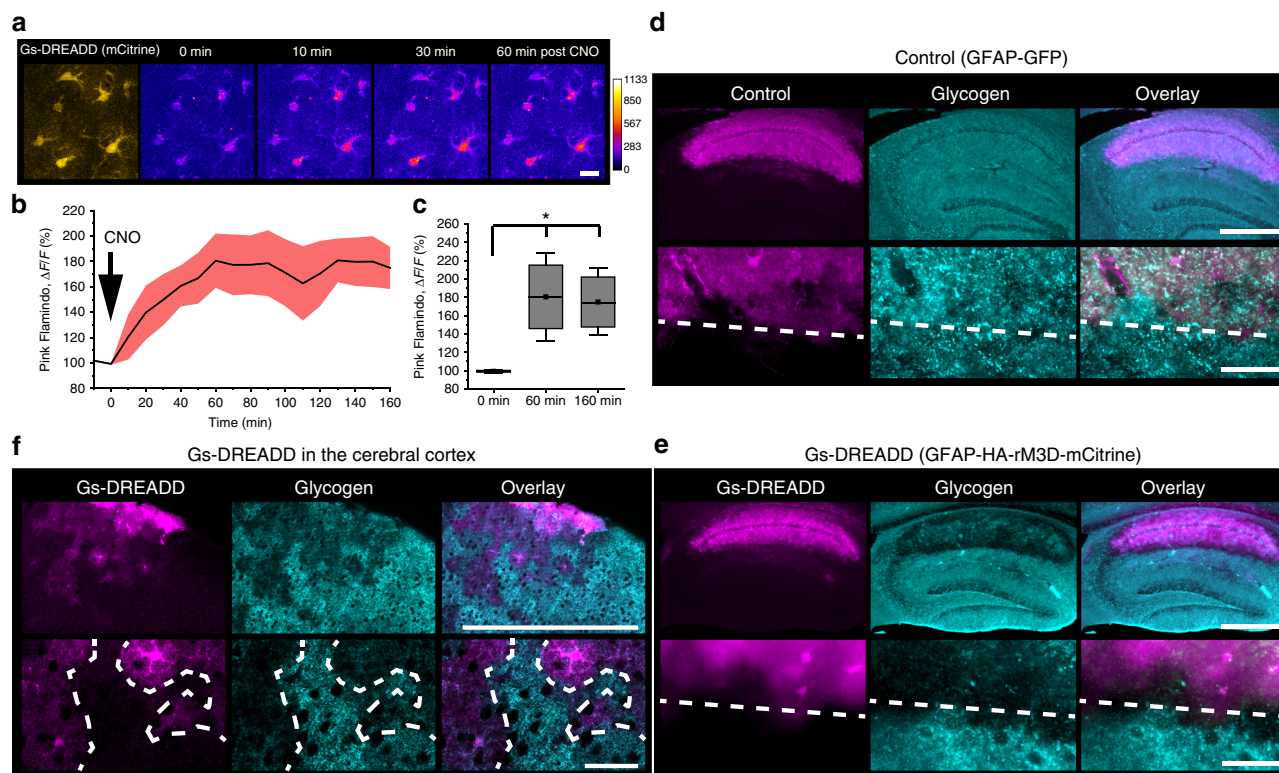 a
Gs-DREADD (mCitrine) 0 min 10 min 30 min 60 min post CNO
1133
850
567
283
0
b
Pink Flamindo, ΔF/F (%)
220
200
180
160
140
120
100
80
CNO
0 20 40 60 80 100 120 140 160
Time (min)
c
Pink Flamindo, ΔF/F (%)
260
240
220
200
180
160
140
120
100
80
*
0 min 60 min 160 min
d
Control (GFAP-GFP)
Control Glycogen Overlay
f
Gs-DREADD in the cerebral cortex
Gs-DREADD Glycogen Overlay
e
Gs-DREADD (GFAP-HA-rM3D-mCitrine)
Gs-DREADD Glycogen Overlay